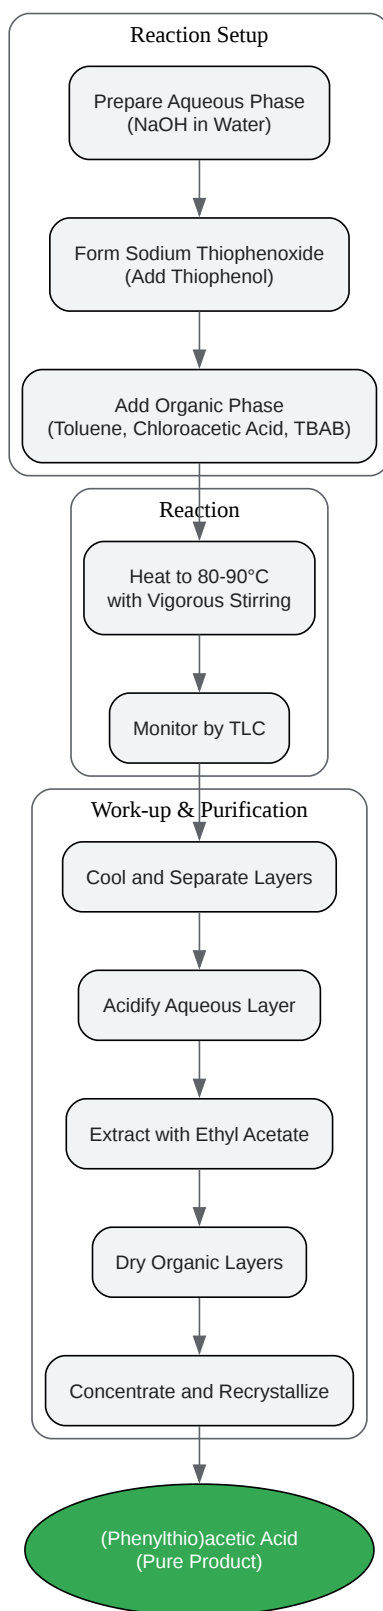 Reaction Setup
Prepare Aqueous Phase
(NaOH in Water)
Form Sodium Thiophenoxide
(Add Thiophenol)
Add Organic Phase
(Toluene, Chloroacetic Acid, TBAB)
Reaction
Heat to 80-90°C
with Vigorous Stirring
Monitor by TLC
Work-up & Purification
Cool and Separate Layers
Acidify Aqueous Layer
Extract with Ethyl Acetate
Dry Organic Layers
Concentrate and Recrystallize
(Phenylthio)acetic Acid
(Pure Product)